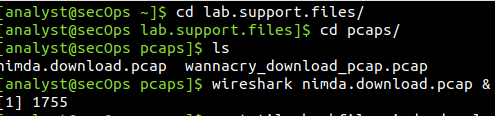 [analyst@secOps ~]$ cd lab.support.files/
[analyst@secOps lab.support.files]$ cd pcaps/
[analyst@secOps pcaps]$ ls
nimda.download.pcap  wannacry_download_pcap.pcap
[analyst@secOps pcaps]$ wireshark nimda.download.pcap &
[1] 1755